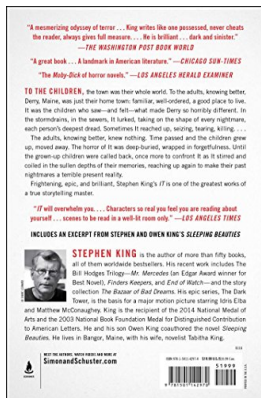 "A mesmerizing odyssey of terror . . . King writes like one possessed, never cheats
the reader, always gives full measure. . . . He is brilliant . . . dark and sinister."
—THE WASHINGTON POST BOOK WORLD
"A great book . . . A landmark in American literature." —CHICAGO SUN-TIMES
"The Moby-Dick of horror novels." —LOS ANGELES HERALD EXAMINER
TO THE CHILDREN, the town was their whole world. To the adults, knowing better,
Derry, Maine, was just their home town: familiar, well-ordered, a good place to live.
It was the children who saw—and felt—what made Derry so horribly different. In
the stormdrains, in the sewers, It lurked, taking on the shape of every nightmare,
each person's deepest dread. Sometimes It reached up, seizing, tearing, killing. . . .
The adults, knowing better, knew nothing. Time passed and the children grew
up, moved away. The horror of It was deep-buried, wrapped in forgetfulness. Until
the grown-up children were called back, once more to confront It as It stirred and
coiled in the sullen depths of their memories, reaching up again to make their past
nightmares a terrible present reality.
Frightening, epic, and brilliant, Stephen King's IT is one of the greatest works of
a true storytelling master.
"IT will overwhelm you. . . . Characters so real you feel you are reading about
yourself . . . scenes to be read in a well-lit room only." —LOS ANGELES TIMES
INCLUDES AN EXCERPT FROM STEPHEN AND OWEN KING'S SLEEPING BEAUTIES
STEPHEN KING is the author of more than fifty books,
all of them worldwide bestsellers. His recent work includes The
Bill Hodges Trilogy—Mr. Mercedes (an Edgar Award winner for
Best Novel), Finders Keepers, and End of Watch—and the story
collection The Bazaar of Bad Dreams. His epic series, The Dark
Tower, is the basis for a major motion picture starring Idris Elba
and Matthew McConaughey. King is the recipient of the 2014 National Medal of
Arts and the 2003 National Book Foundation Medal for Distinguished Contribution
to American Letters. He and his son Owen King coauthored the novel Sleeping
Beauties. He lives in Bangor, Maine, with his wife, novelist Tabitha King.
MEET THE AUTHORS, WATCH VIDEOS AND MORE AT
SimonandSchuster.com